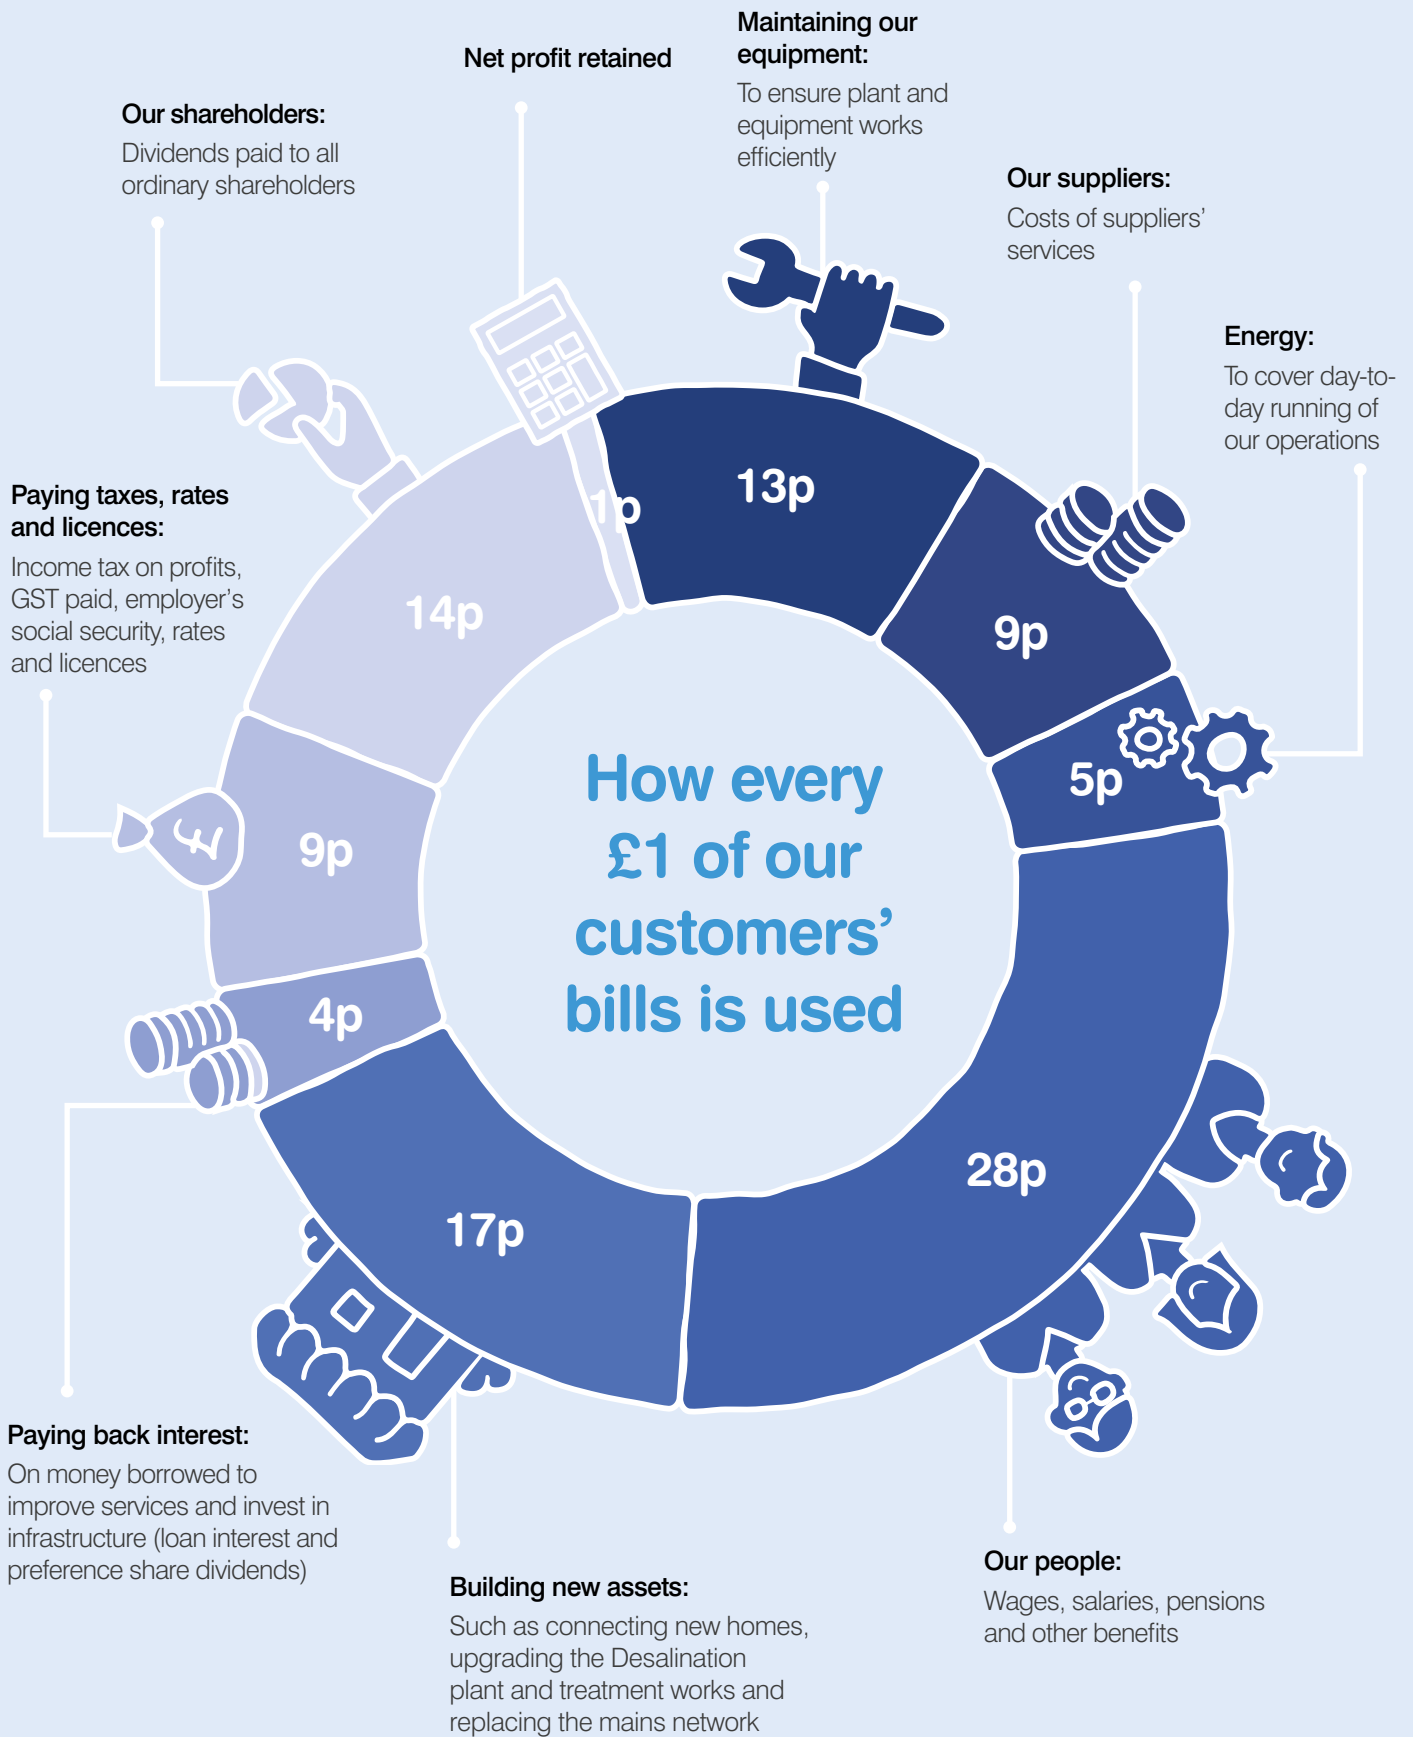 Net profit retained
Maintaining our
equipment:
To ensure plant and
equipment works
efficiently
Our shareholders:
Dividends paid to all
ordinary shareholders
Our suppliers:
Costs of suppliers’
services
Energy:
To cover day-to-
day running of
our operations
Paying taxes, rates
and licences:
Income tax on profits,
GST paid, employer’s
social security, rates
and licences
1p
13p
14p
9p
5p
£
9p
4p
28p
17p
How every
£1 of our
customers’
bills is used
Paying back interest:
On money borrowed to
improve services and invest in
infrastructure (loan interest and
preference share dividends)
Building new assets:
Such as connecting new homes,
upgrading the Desalination
plant and treatment works and
replacing the mains network
Our people:
Wages, salaries, pensions
and other benefits